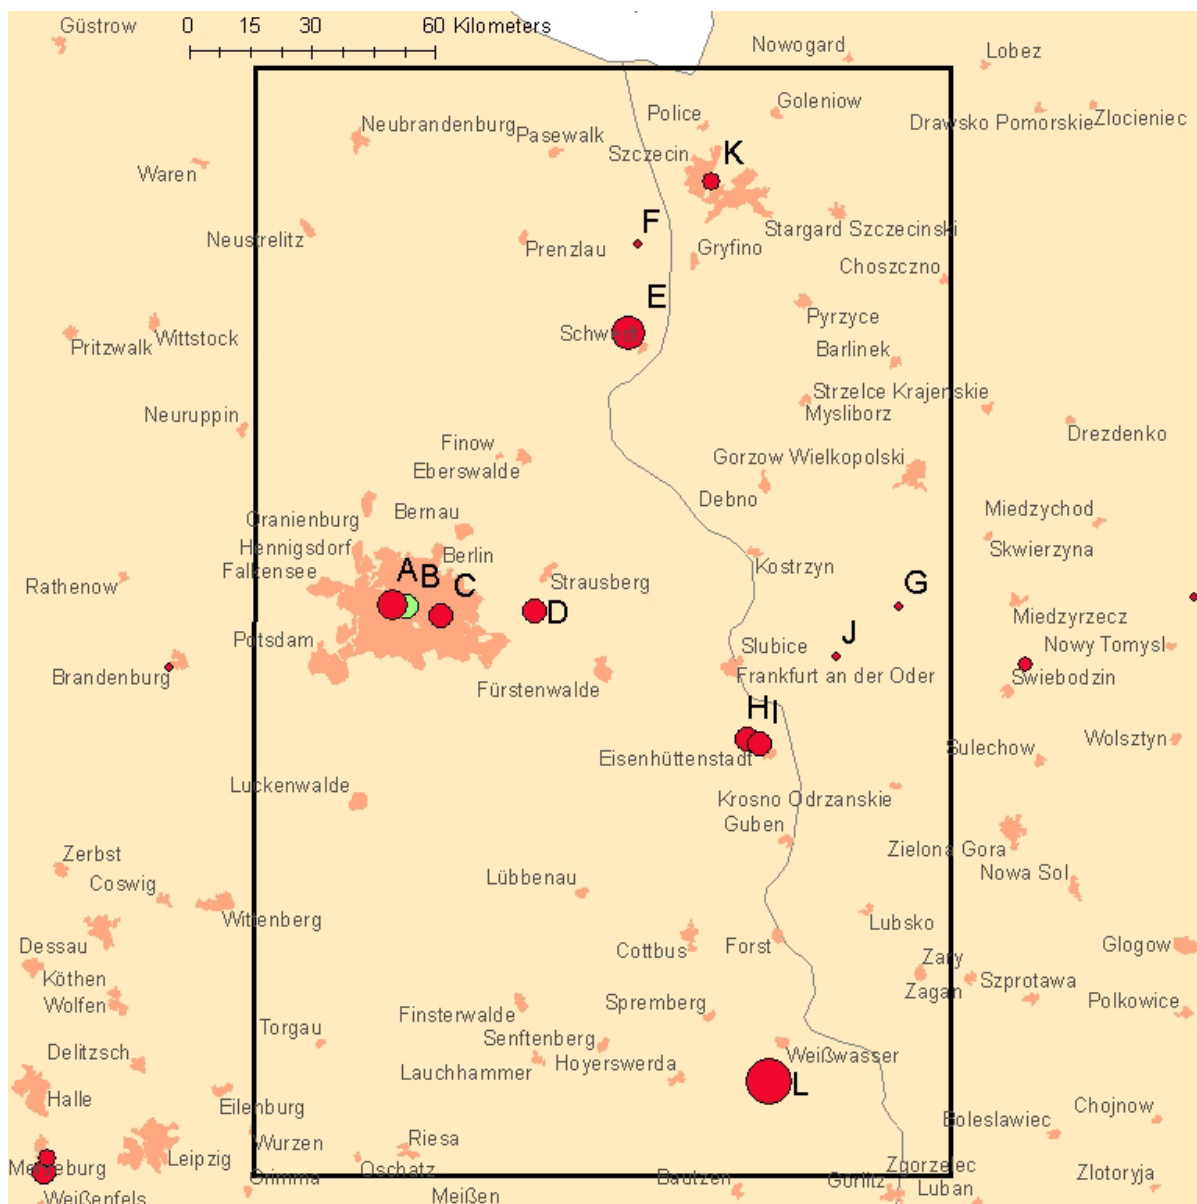 Güstrow
0 15 30 60 Kilometers
Nowogard
Lobez
Police
Goleniow
Drawsko Pomorskie
Zlocieniec
Neubrandenburg
Pasewalk
Szczecin
K
Waren
F
Neustrelitz
Prenzlau
Gryfino
Stargard Szczecinski
Choszczno
E
Schwedt
Pyrzyce
Pritzwalk
Wittstock
Barlinek
Strzelce Krajenskie
Mysliborz
Neuruppin
Drezdenko
Finow
Eberswalde
Gorzow Wielkopolski
Debno
Oranienburg
Bernau
Miedzychod
Hennigsdorf
Berlin
Skwierzyna
Falkensee
A
B
C
Kostrzyn
Rathenow
Strausberg
G
D
Miedzyrzecz
Potsdam
Slubice
J
Nowy Tomysl
Brandenburg
Fürstenwalde
Frankfurt an der Oder
Swiebodzin
H
I
Eisenhüttenstadt
Sulechow
Wolsztyn
Luckenwalde
Krosno Odrzanskie
Guben
Zerbst
Zielona Gora
Coswig
Lübbenau
Nowa Sol
Wittenberg
Lubsko
Dessau
Cottbus
Forst
Glogow
Zary
Köthen
Szprotawa
Zagan
Wolfen
Finsterwalde
Spremberg
Polkowice
Torgau
Senftenberg
Delitzsch
Weißwasser
Lauchhammer
Hoyerswerda
L
Halle
Eilenburg
Chojnow
Boleslawiec
Wurzen
Riesa
Merseburg
Leipzig
Oschatz
Zgorzelec
Grimma
Bautzen
Görlitz
Zlotoryja
Weißenfels
Meißen
Luban